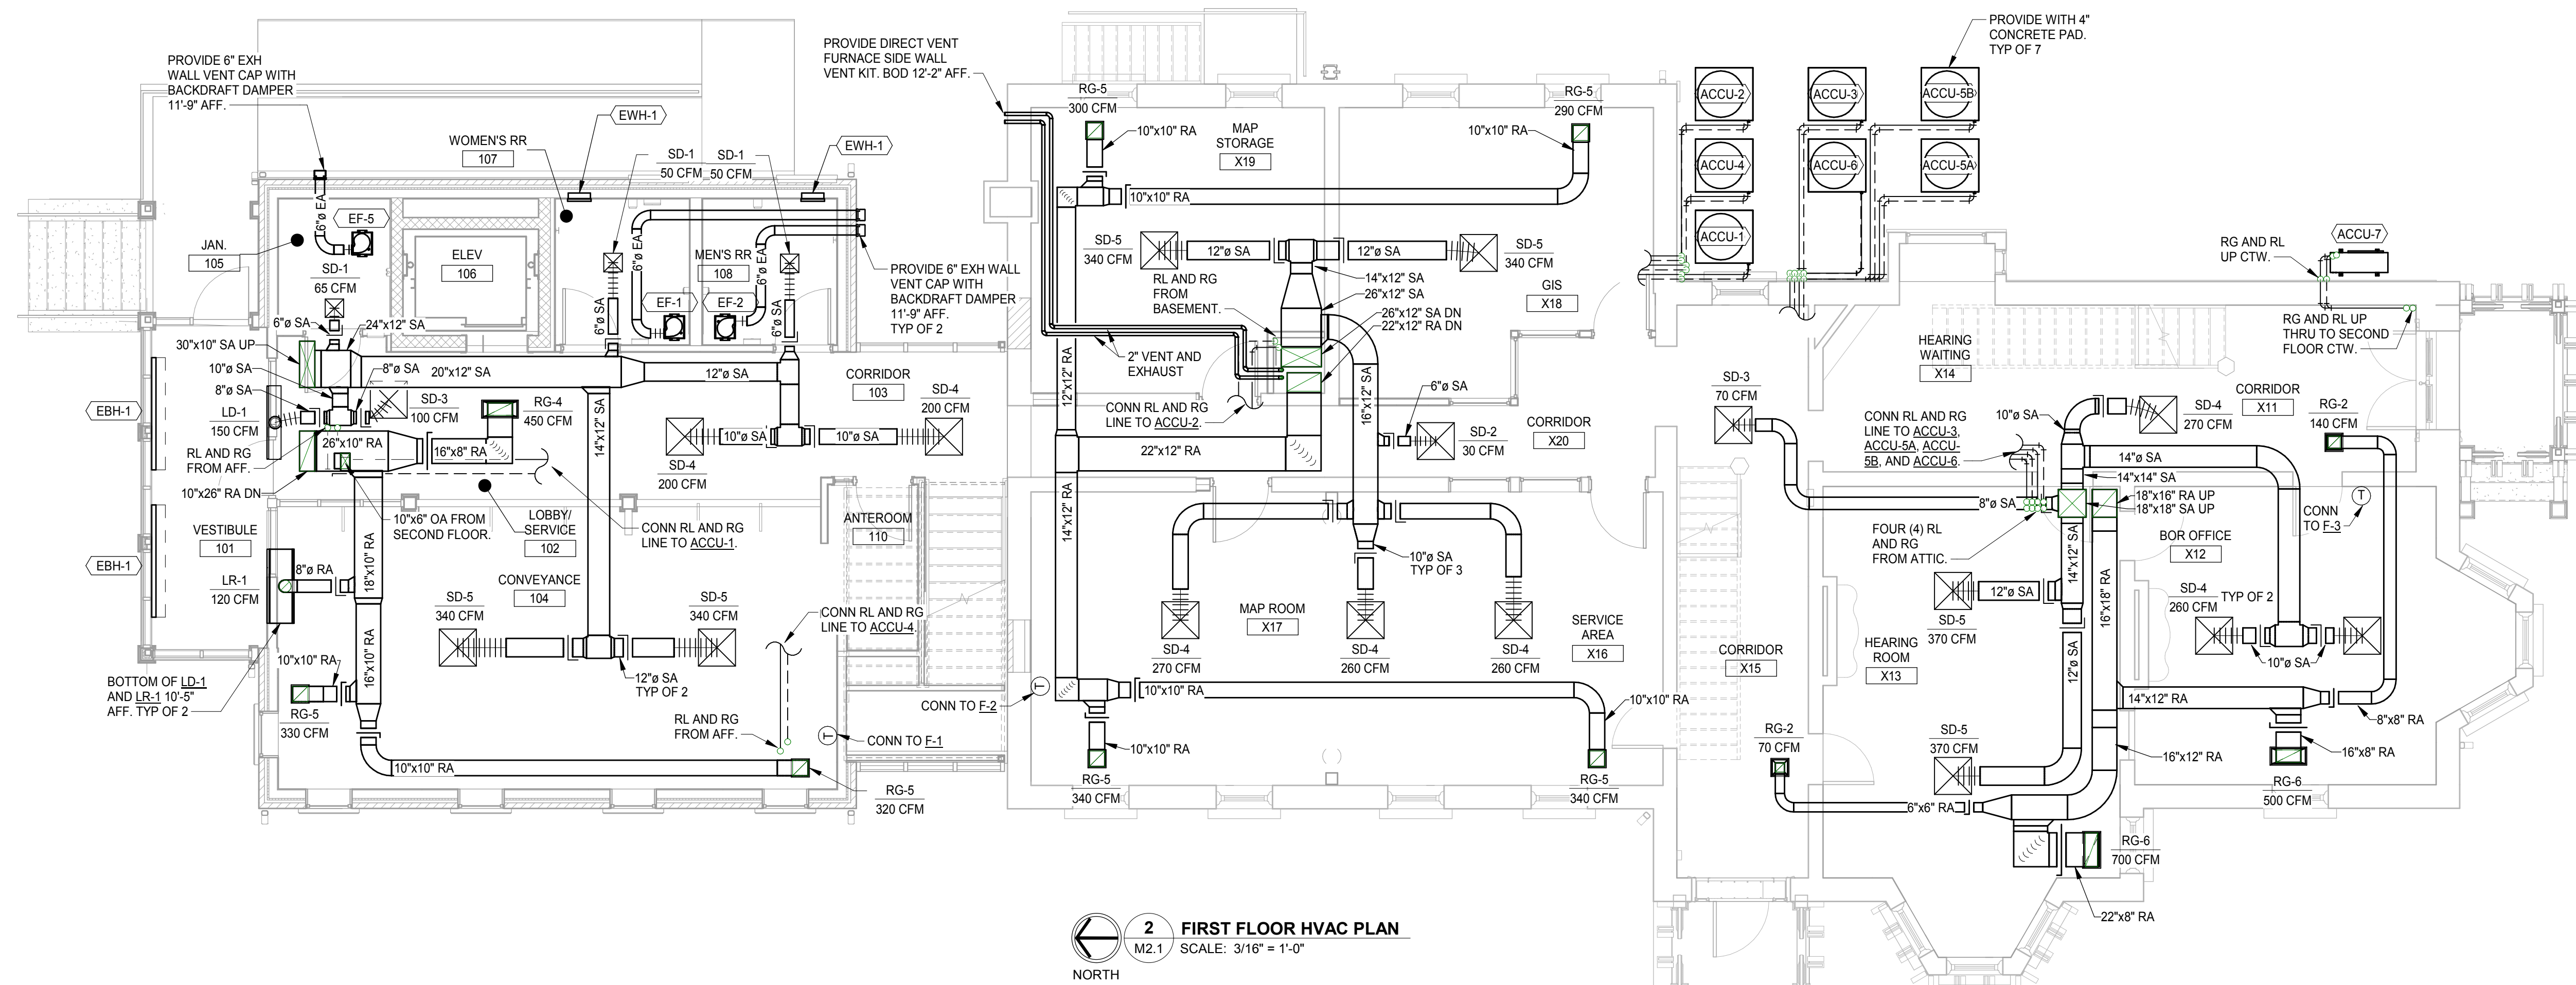 PROVIDE 6" EXH
WALL VENT CAP WITH
BACKDRAFT DAMPER
11'-9" AFF.
WOMEN'S RR
107
EWH-1
SD-1
50 CFM
SD-1
50 CFM
EWH-1
PROVIDE DIRECT VENT
FURNACE SIDE WALL
VENT KIT. BOD 12'-2" AFF.
6"ø EA
EF-5
JAN.
105
ELEV
106
SD-1
65 CFM
6"ø EA
MEN'S RR
108
6"ø EA
EF-1
EF-2
6"ø SA
6"ø SA
PROVIDE 6" EXH WALL
VENT CAP WITH
BACKDRAFT DAMPER
11'-9" AFF.
TYP OF 2
6"ø SA
24"x12" SA
30"x10" SA UP
10"ø SA
8"ø SA
8"ø SA
20"x12" SA
12"ø SA
CORRIDOR
103
EBH-1
LD-1
150 CFM
SD-3
100 CFM
RG-4
450 CFM
14"x12" SA
SD-4
200 CFM
10"ø SA
10"ø SA
SD-4
200 CFM
RL AND RG
FROM AFF.
26"x10" RA
16"x8" RA
10"x26" RA DN
VESTIBULE
101
10"x6" OA FROM
SECOND FLOOR.
LOBBY/
SERVICE
102
CONN RL AND RG
LINE TO ACCU-1.
ANTEROOM
110
EBH-1
LR-1
120 CFM
8"ø RA
18"x10" RA
CONVEYANCE
104
SD-5
340 CFM
SD-5
340 CFM
CONN RL AND RG
LINE TO ACCU-4.
16"x10" RA
10"x10" RA
12"ø SA
TYP OF 2
BOTTOM OF LD-1
AND LR-1 10'-5"
AFF. TYP OF 2
RG-5
330 CFM
RL AND RG
FROM AFF.
T
CONN TO F-1
10"x10" RA
RG-5
320 CFM
RG-5
300 CFM
10"x10" RA
MAP
STORAGE
X19
RG-5
290 CFM
10"x10" RA
10"x10" RA
SD-5
340 CFM
12"ø SA
12"ø SA
SD-5
340 CFM
RL AND RG
FROM
BASEMENT.
14"x12" SA
26"x12" SA
26"x12" SA DN
22"x12" RA DN
GIS
X18
2" VENT AND
EXHAUST
12"x12" RA
16"x12" SA
CONN RL AND RG
LINE TO ACCU-2.
6"ø SA
SD-2
30 CFM
CORRIDOR
X20
22"x12" RA
14"x12" RA
10"ø SA
TYP OF 3
MAP ROOM
X17
SERVICE
AREA
X16
SD-4
270 CFM
SD-4
260 CFM
SD-4
260 CFM
T
CONN TO F-2
10"x10" RA
10"x10" RA
10"x10" RA
RG-5
340 CFM
RG-5
340 CFM
PROVIDE WITH 4"
CONCRETE PAD.
TYP OF 7
ACCU-2
ACCU-3
ACCU-5B
ACCU-4
ACCU-6
ACCU-5A
ACCU-1
RG AND RL
UP CTW.
ACCU-7
RG AND RL UP
THRU TO SECOND
FLOOR CTW.
HEARING
WAITING
X14
SD-3
70 CFM
CORRIDOR
X11
RG-2
140 CFM
CONN RL AND RG
LINE TO ACCU-3,
ACCU-5A, ACCU-
5B, AND ACCU-6.
10"ø SA
SD-4
270 CFM
14"ø SA
14"x14" SA
18"x16" RA UP
18"x18" SA UP
8"ø SA
T
CONN
TO F-3
FOUR (4) RL
AND RG
FROM ATTIC.
14"x12" SA
BOR OFFICE
X12
12"ø SA
SD-5
370 CFM
16"x18" RA
SD-4
260 CFM
TYP OF 2
10"ø SA
CORRIDOR
X15
HEARING
ROOM
X13
12"ø SA
14"x12" RA
8"x8" RA
RG-2
70 CFM
SD-5
370 CFM
16"x12" RA
16"x8" RA
RG-6
500 CFM
6"x6" RA
RG-6
700 CFM
22"x8" RA
2
M2.1
FIRST FLOOR HVAC PLAN
SCALE: 3/16" = 1'-0"
NORTH